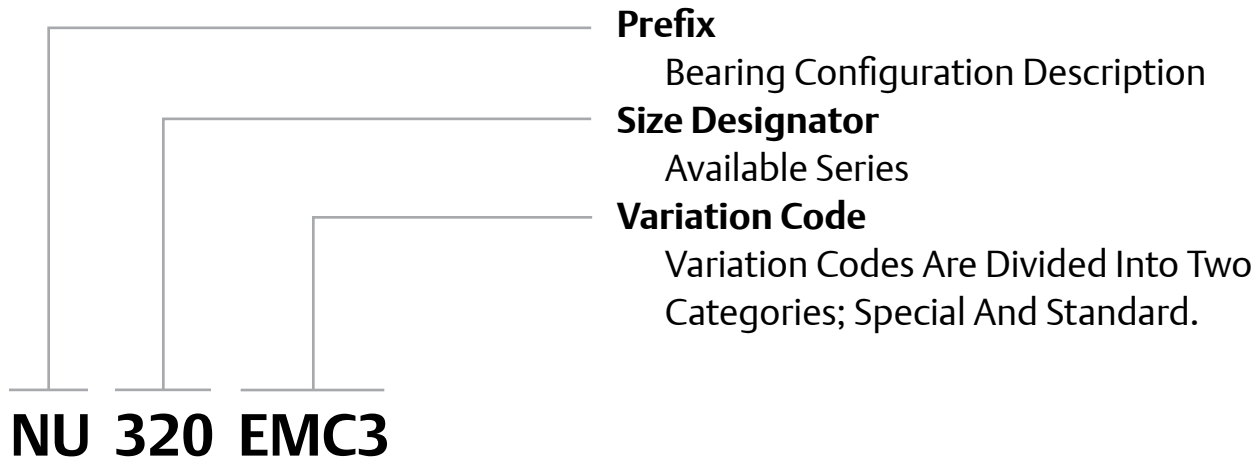 Prefix
Bearing Configuration Description
Size Designator
Available Series
Variation Code
Variation Codes Are Divided Into Two
Categories; Special And Standard.
NU 320 EMC3